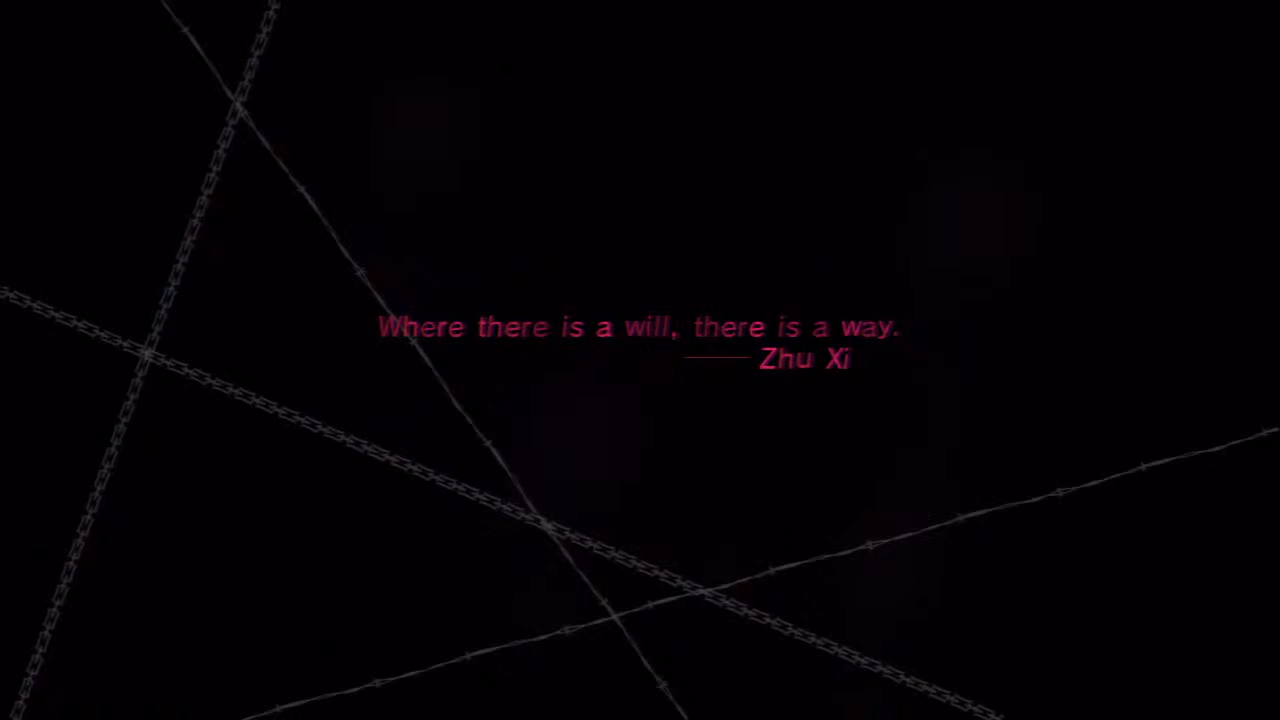 Where there is a will, there is a way.
——— Zhu Xi